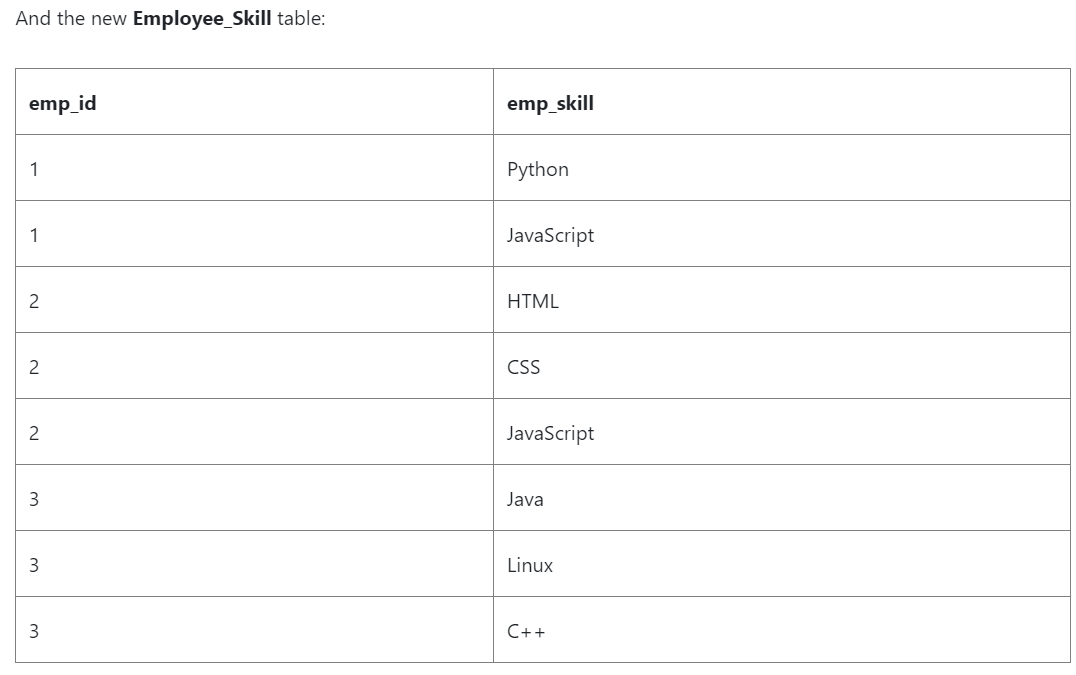 And the new Employee_Skill table:
emp_id emp_skill
1 Python
1 JavaScript
2 HTML
2 CSS
2 JavaScript
3 Java
3 Linux
3 C++